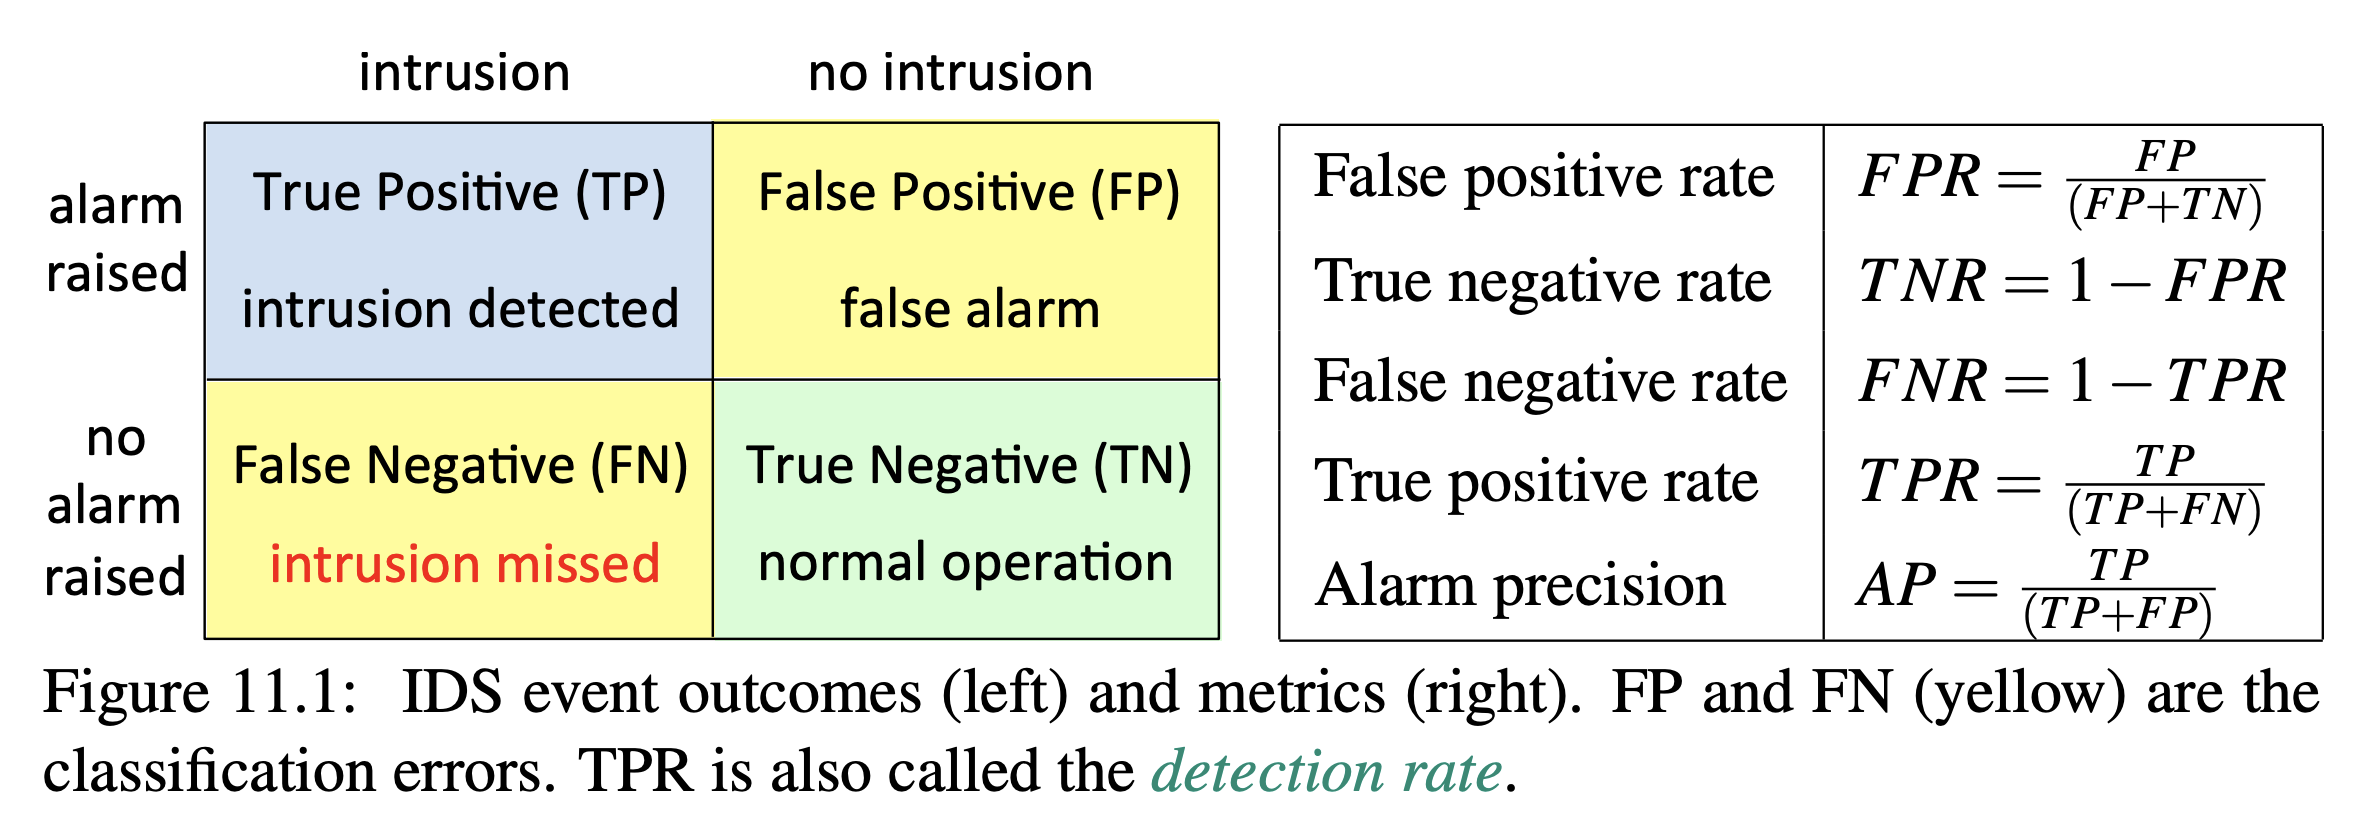 intrusion no intrusion
alarm
raised
True Positive (TP)
intrusion detected
False Positive (FP)
false alarm
no
alarm
raised
False Negative (FN)
intrusion missed
True Negative (TN)
normal operation
False positive rate FPR = FP/(FP+TN)
True negative rate TNR = 1 − FPR
False negative rate FNR = 1 − TPR
True positive rate TPR = TP/(TP+FN)
Alarm precision AP = TP/(TP+FP)
Figure 11.1: IDS event outcomes (left) and metrics (right). FP and FN (yellow) are the
classification errors. TPR is also called the detection rate.